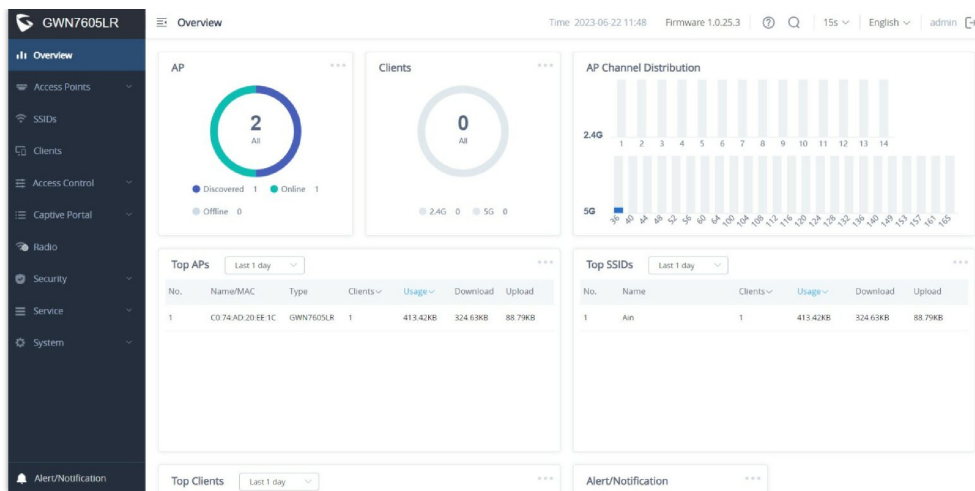 GWN7605LR
Overview
Time 2023-06-22 11:48 Firmware 1.0.25.3 15s English admin
Overview
Access Points
SSIDs
Clients
Access Control
Captive Portal
Radio
Security
Service
System
Alert/Notification
AP
2
All
Discovered 1 Online 1
Offline 0
Clients
0
All
2.4G 0 5G 0
AP Channel Distribution
2.4G
1 2 3 4 5 6 7 8 9 10 11 12 13 14
5G
36 40 44 48 52 56 60 64 100 104 108 112 116 120 124 128 132 136 140 149 153 157 161 165
Top APs Last 1 day
No. Name/MAC Type Clients Usage Download Upload
1 C0:74:AD:20:EE:1C GWN7605LR 1 413.42KB 324.63KB 88.79KB
Top SSIDs Last 1 day
No. Name Clients Usage Download Upload
1 Ain 1 413.42KB 324.63KB 88.79KB
Top Clients Last 1 day
Alert/Notification